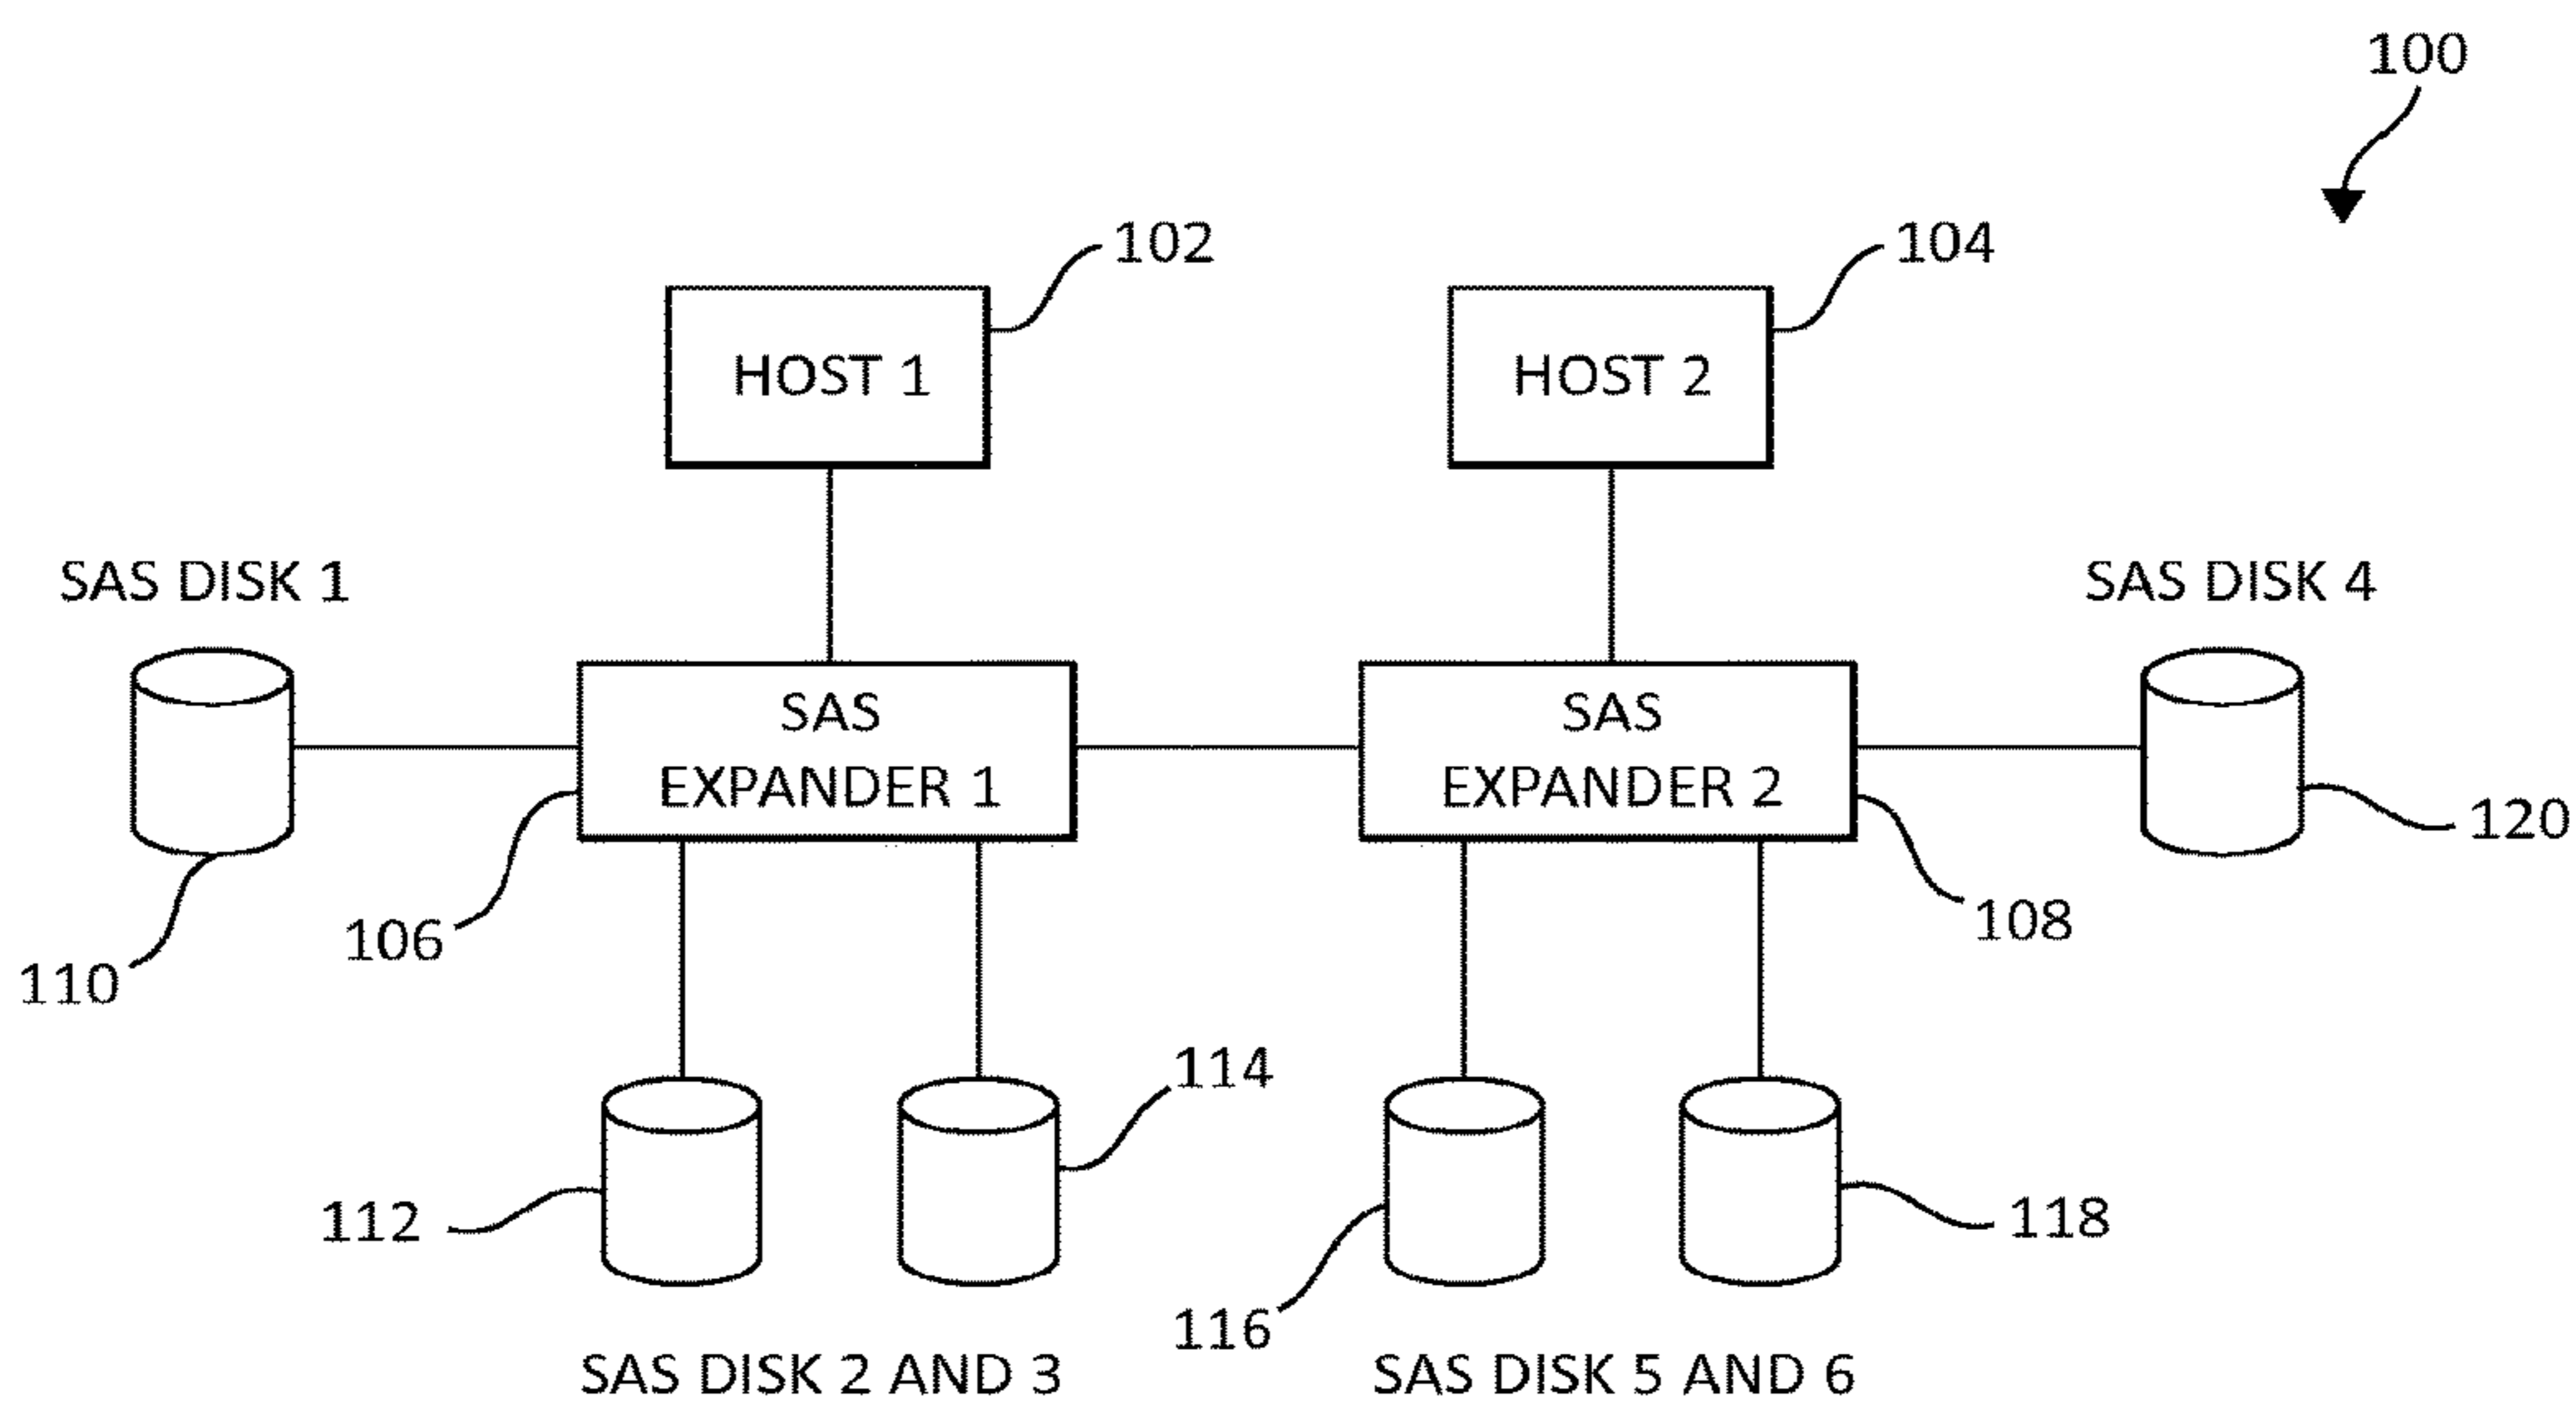 100
102
104
HOST 1
HOST 2
SAS DISK 1
SAS DISK 4
SAS
EXPANDER 1
SAS
EXPANDER 2
120
106
108
110
114
112
118
116
SAS DISK 2 AND 3
SAS DISK 5 AND 6